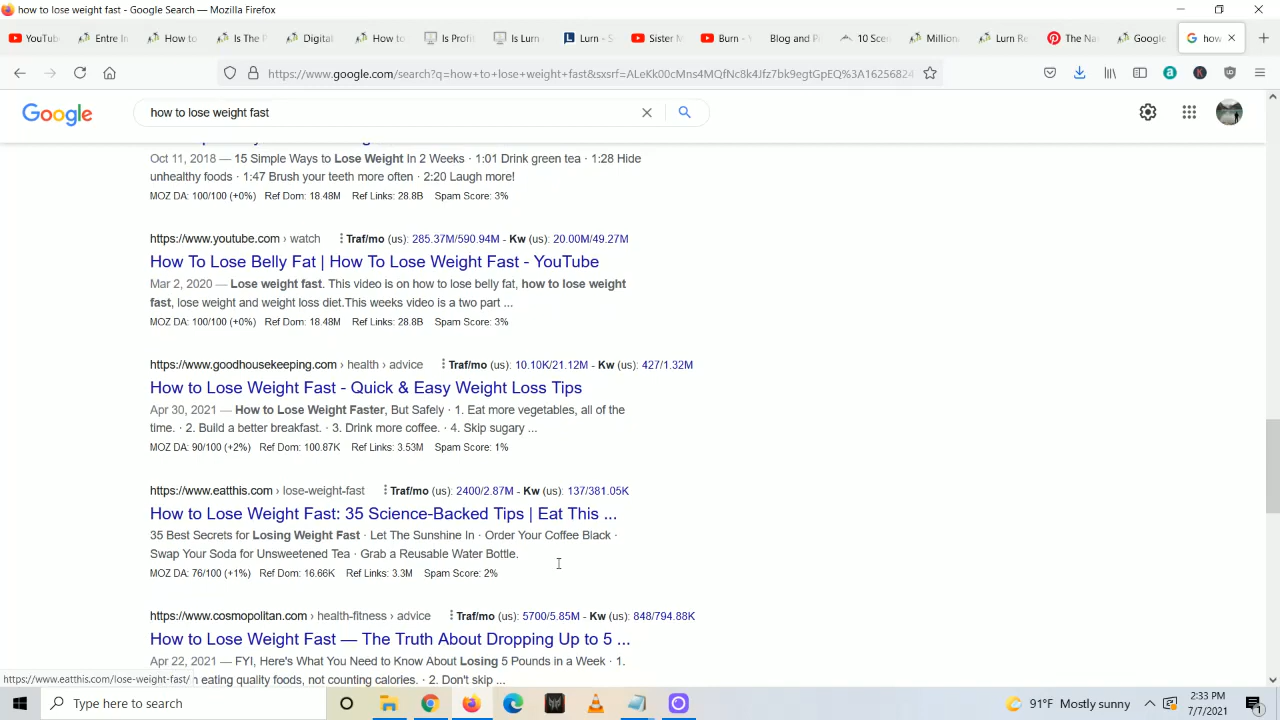 how to lose weight fast - Google Search — Mozilla Firefox
YouTub
Entre In
How to
Is The P
Digital
How to
Is Profit
Is Lurn
Lurn - S
Sister M
Burn - Y
Blog and P
10 Scen
Million
Lurn Re
The Na
Google
how
https://www.google.com/search?q=how+to+lose+weight+fast&sxsrf=ALeKk00cMns4MQfNc8k4Jfz7bk9egtGpEQ%3A16256824
Google
how to lose weight fast
Oct 11, 2018 — 15 Simple Ways to Lose Weight In 2 Weeks · 1:01 Drink green tea · 1:28 Hide
unhealthy foods · 1:47 Brush your teeth more often · 2:20 Laugh more!
MOZ DA: 100/100 (+0%) Ref Dom: 18.48M Ref Links: 28.8B Spam Score: 3%
https://www.youtube.com › watch Traf/mo (us): 285.37M/590.94M - Kw (us): 20.00M/49.27M
How To Lose Belly Fat | How To Lose Weight Fast - YouTube
Mar 2, 2020 — Lose weight fast. This video is on how to lose belly fat, how to lose weight
fast, lose weight and weight loss diet.This weeks video is a two part ...
MOZ DA: 100/100 (+0%) Ref Dom: 18.48M Ref Links: 28.8B Spam Score: 3%
https://www.goodhousekeeping.com › health › advice Traf/mo (us): 10.10K/21.12M - Kw (us): 427/1.32M
How to Lose Weight Fast - Quick & Easy Weight Loss Tips
Apr 30, 2021 — How to Lose Weight Faster, But Safely · 1. Eat more vegetables, all of the
time. · 2. Build a better breakfast. · 3. Drink more coffee. · 4. Skip sugary ...
MOZ DA: 90/100 (+2%) Ref Dom: 100.87K Ref Links: 3.53M Spam Score: 1%
https://www.eatthis.com › lose-weight-fast Traf/mo (us): 2400/2.87M - Kw (us): 137/381.05K
How to Lose Weight Fast: 35 Science-Backed Tips | Eat This ...
35 Best Secrets for Losing Weight Fast · Let The Sunshine In · Order Your Coffee Black ·
Swap Your Soda for Unsweetened Tea · Grab a Reusable Water Bottle.
MOZ DA: 76/100 (+1%) Ref Dom: 16.66K Ref Links: 3.3M Spam Score: 2%
https://www.cosmopolitan.com › health-fitness › advice Traf/mo (us): 5700/5.85M - Kw (us): 848/794.88K
How to Lose Weight Fast — The Truth About Dropping Up to 5 ...
Apr 22, 2021 — FYI, Here's What You Need to Know About Losing 5 Pounds in a Week · 1.
https://www.eatthis.com/lose-weight-fast/ n eating quality foods, not counting calories. · 2. Don't skip ...
Type here to search
91°F Mostly sunny
2:33 PM
7/7/2021
1